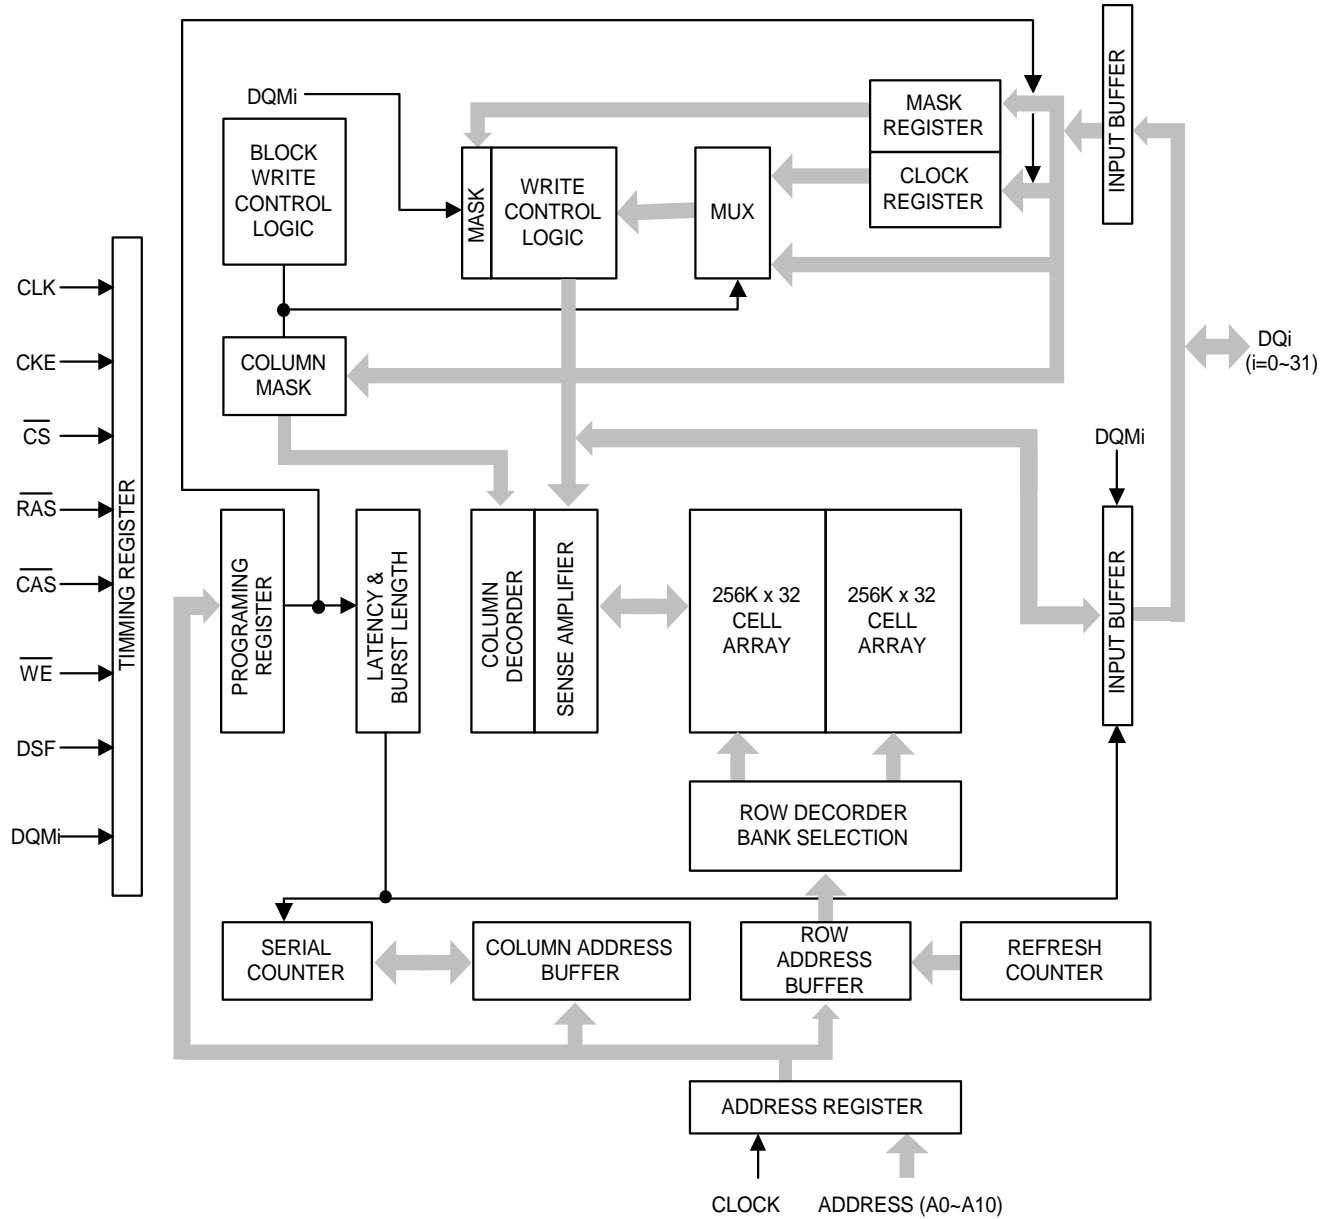 DQMi
BLOCK
WRITE
CONTROL
LOGIC
MASK
WRITE
CONTROL
LOGIC
MUX
MASK
REGISTER
CLOCK
REGISTER
INPUT BUFFER
CLK
CKE
CS
RAS
CAS
WE
DSF
DQMi
TIMMING REGISTER
COLUMN
MASK
DQi
(i=0~31)
DQMi
PROGRAMING
REGISTER
LATENCY &
BURST LENGTH
COLUMN
DECORDER
SENSE AMPLIFIER
256K x 32
CELL
ARRAY
256K x 32
CELL
ARRAY
INPUT BUFFER
ROW DECORDER
BANK SELECTION
SERIAL
COUNTER
COLUMN ADDRESS
BUFFER
ROW
ADDRESS
BUFFER
REFRESH
COUNTER
ADDRESS REGISTER
CLOCK
ADDRESS (A0~A10)